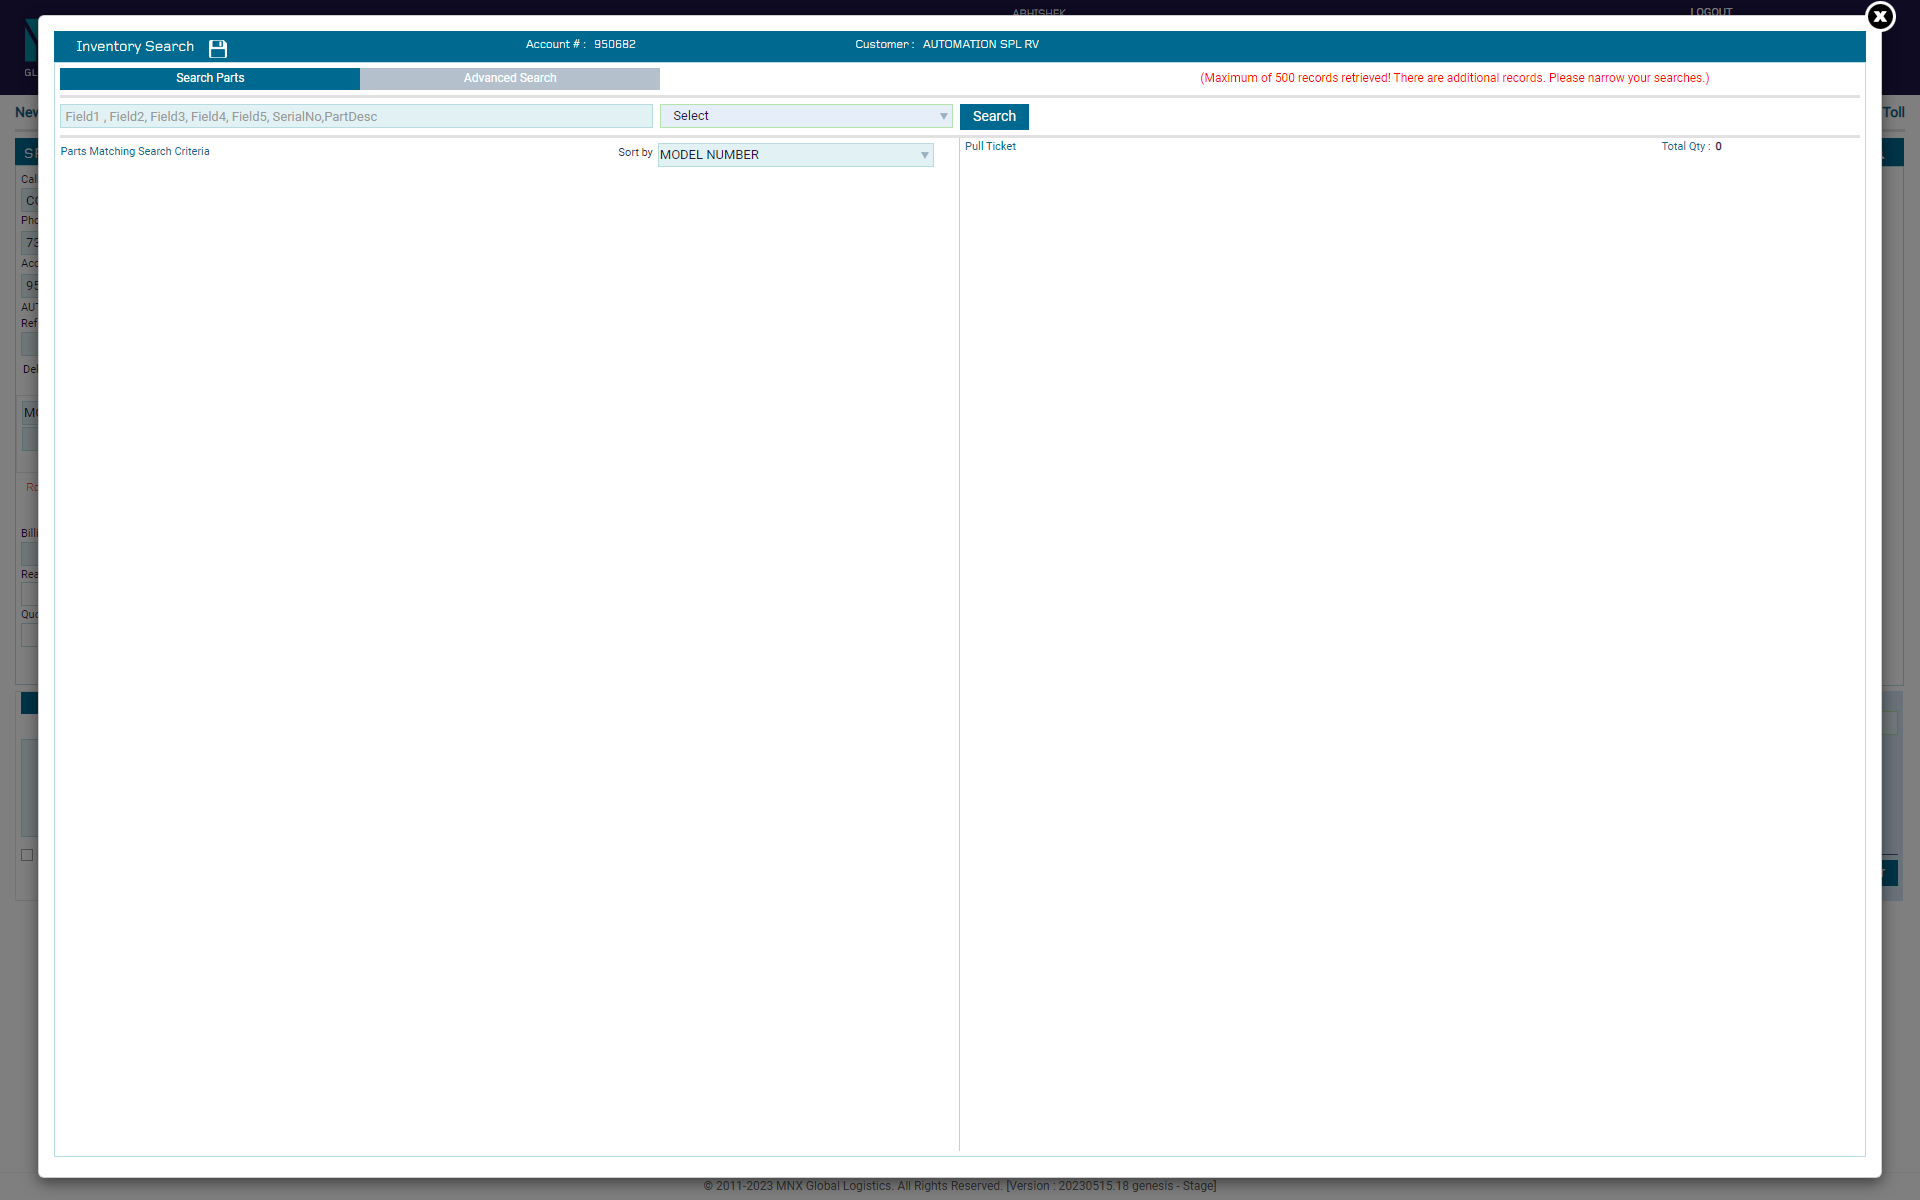 ABHISHEK
LOGOUT
Inventory Search
Account # : 950682
Customer : AUTOMATION SPL RV
Search Parts
Advanced Search
(Maximum of 500 records retrieved! There are additional records. Please narrow your searches.)
Field1 , Field2, Field3, Field4, Field5, SerialNo,PartDesc
Select
Search
Toll
Parts Matching Search Criteria
Sort by
MODEL NUMBER
Pull Ticket
Total Qty : 0
© 2011-2023 MNX Global Logistics. All Rights Reserved. [Version : 20230515.18 genesis - Stage]